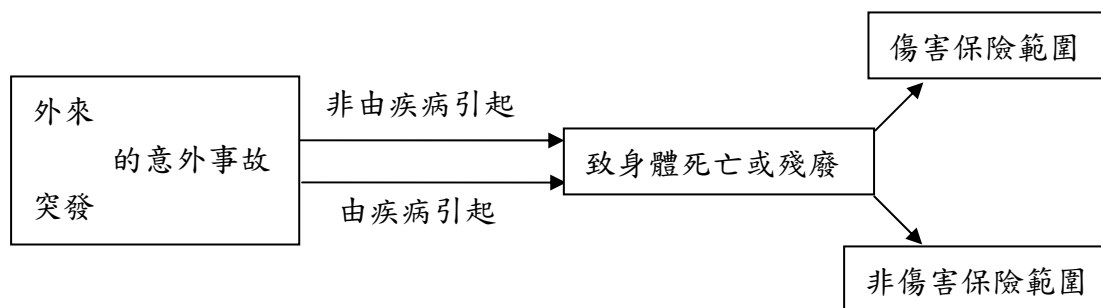 傷害保險範圍
外來
非由疾病引起
的意外事故
致身體死亡或殘廢
突發
由疾病引起
非傷害保險範圍